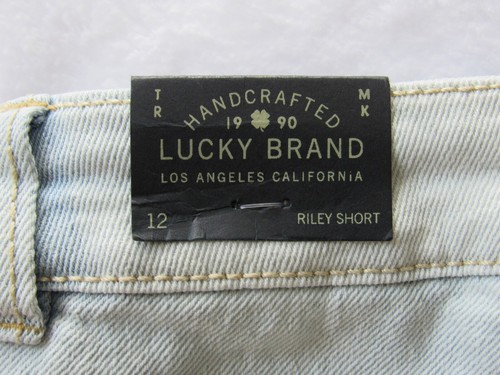 TR
MK
HANDCRAFTED
19 90
LUCKY BRAND
LOS ANGELES CALIFORNiA
12
RILEY SHORT